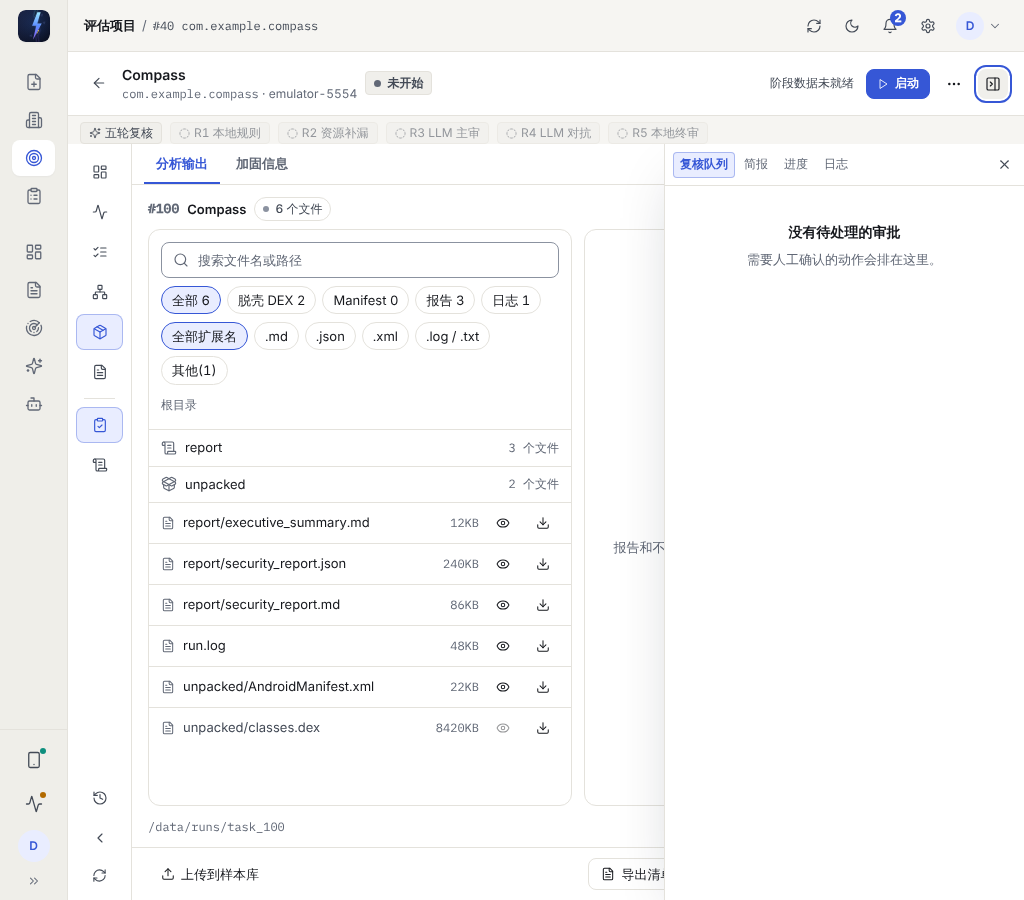 评估项目 / #40 com.example.compass
2
D
Compass
com.example.compass · emulator-5554
未开始
阶段数据未就绪
启动
五轮复核
R1 本地规则
R2 资源补漏
R3 LLM 主审
R4 LLM 对抗
R5 本地终审
分析输出
加固信息
复核队列
简报
进度
日志
#100 Compass
6 个文件
没有待处理的审批
需要人工确认的动作会排在这里。
搜索文件名或路径
全部 6
脱壳 DEX 2
Manifest 0
报告 3
日志 1
全部扩展名
.md
.json
.xml
.log / .txt
其他(1)
根目录
report 3 个文件
unpacked 2 个文件
report/executive_summary.md 12KB
report/security_report.json 240KB
报告和不
report/security_report.md 86KB
run.log 48KB
unpacked/AndroidManifest.xml 22KB
unpacked/classes.dex 8420KB
/data/runs/task_100
D
上传到样本库
导出清